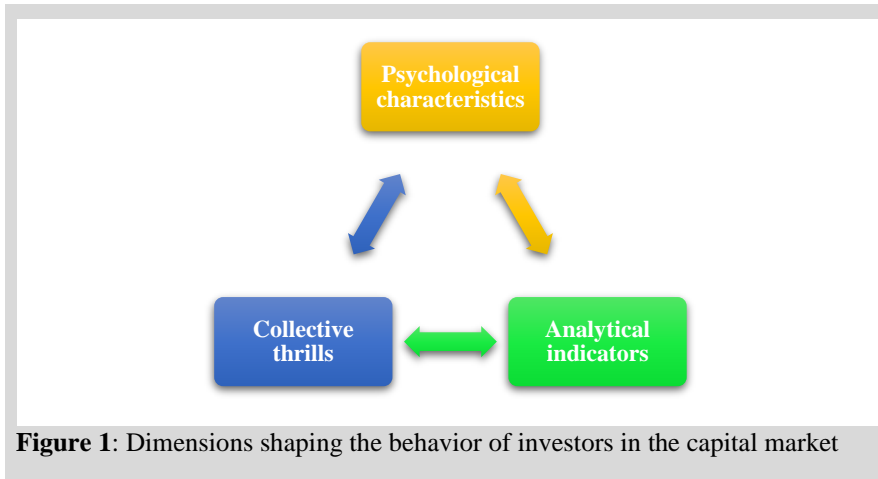 Psychological
characteristics
Collective
thrills
Analytical
indicators
Figure 1: Dimensions shaping the behavior of investors in the capital market